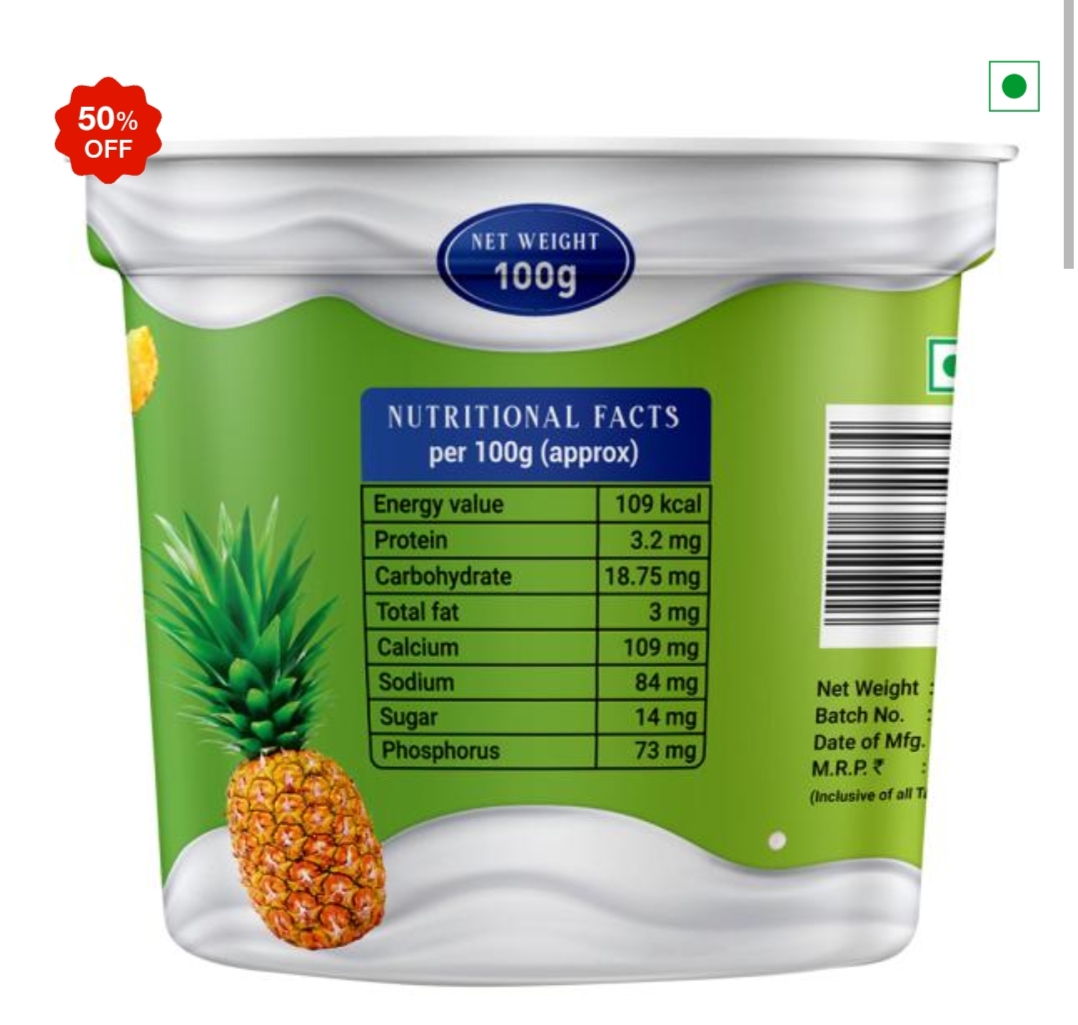 50%
OFF
NET WEIGHT
100g
NUTRITIONAL FACTS
per 100g (approx)
Energy value 109 kcal
Protein 3.2 mg
Carbohydrate 18.75 mg
Total fat 3 mg
Calcium 109 mg
Sodium 84 mg
Sugar 14 mg
Phosphorus 73 mg
Net Weight :
Batch No. :
Date of Mfg.
M.R.P. ₹ :
(Inclusive of all